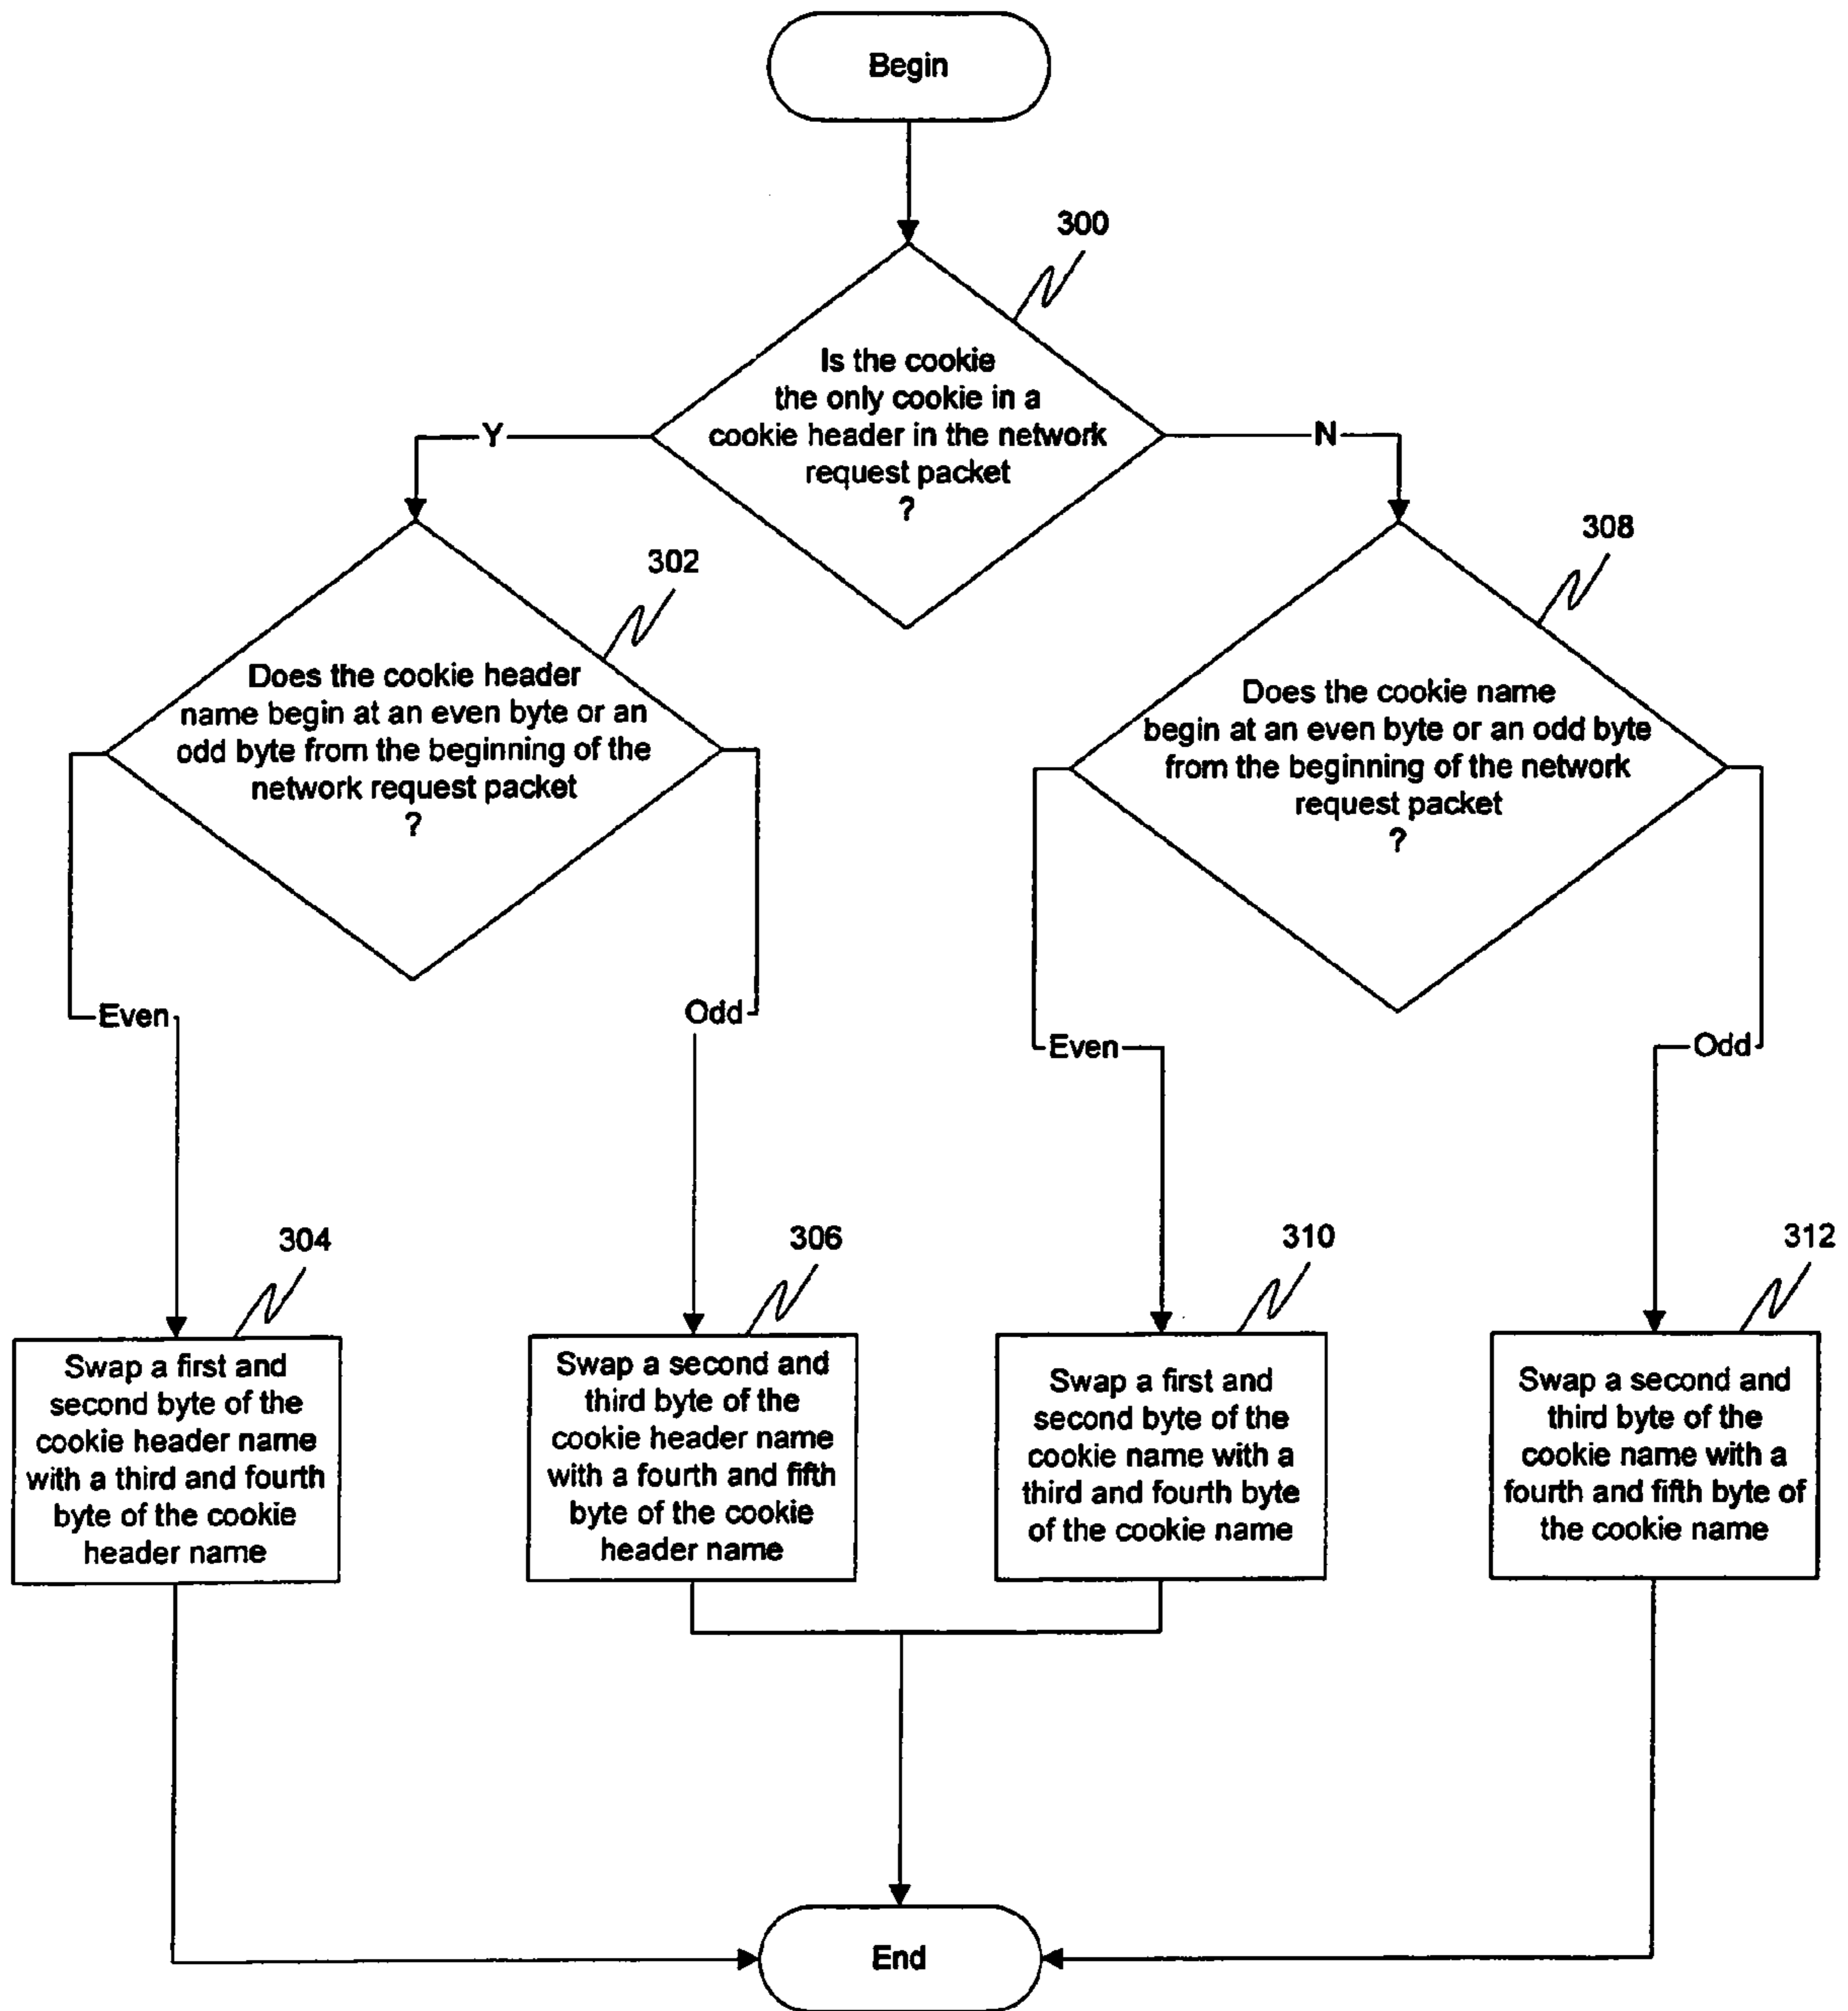 Begin
300
Is the cookie
the only cookie in a
cookie header in the network
request packet
?
Y
N
302
Does the cookie header
name begin at an even byte or an
odd byte from the beginning of the
network request packet
?
308
Does the cookie name
begin at an even byte or an odd byte
from the beginning of the network
request packet
?
Even
Odd
Even
Odd
304
Swap a first and
second byte of the
cookie header name
with a third and fourth
byte of the cookie
header name
306
Swap a second and
third byte of the
cookie header name
with a fourth and fifth
byte of the cookie
header name
310
Swap a first and
second byte of the
cookie name with a
third and fourth byte
of the cookie name
312
Swap a second and
third byte of the
cookie name with a
fourth and fifth byte of
the cookie name
End